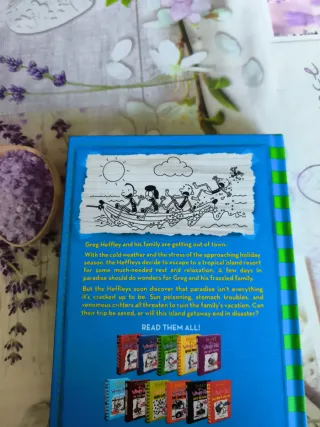 Greg Heffley and his family are getting out of town.
With the cold weather and the stress of the approaching holiday
season, the Heffleys decide to escape to a tropical island resort
for some much-needed rest and relaxation. A few days in
paradise should do wonders for Greg and his frazzled family.
But the Heffleys soon discover that paradise isn't everything
it's cracked up to be. Sun poisoning, stomach troubles, and
venomous critters all threaten to ruin the family's vacation. Can
their trip be saved, or will this island getaway end in disaster?
READ THEM ALL!